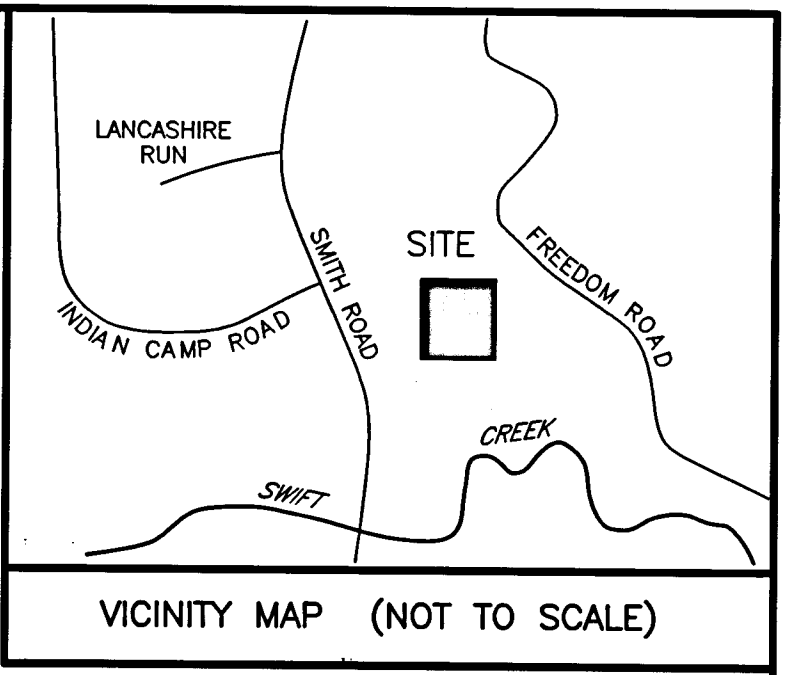 LANCASHIRE
RUN
SITE
SMITH ROAD
FREEDOM ROAD
INDIAN CAMP ROAD
CREEK
SWIFT
VICINITY MAP (NOT TO SCALE)